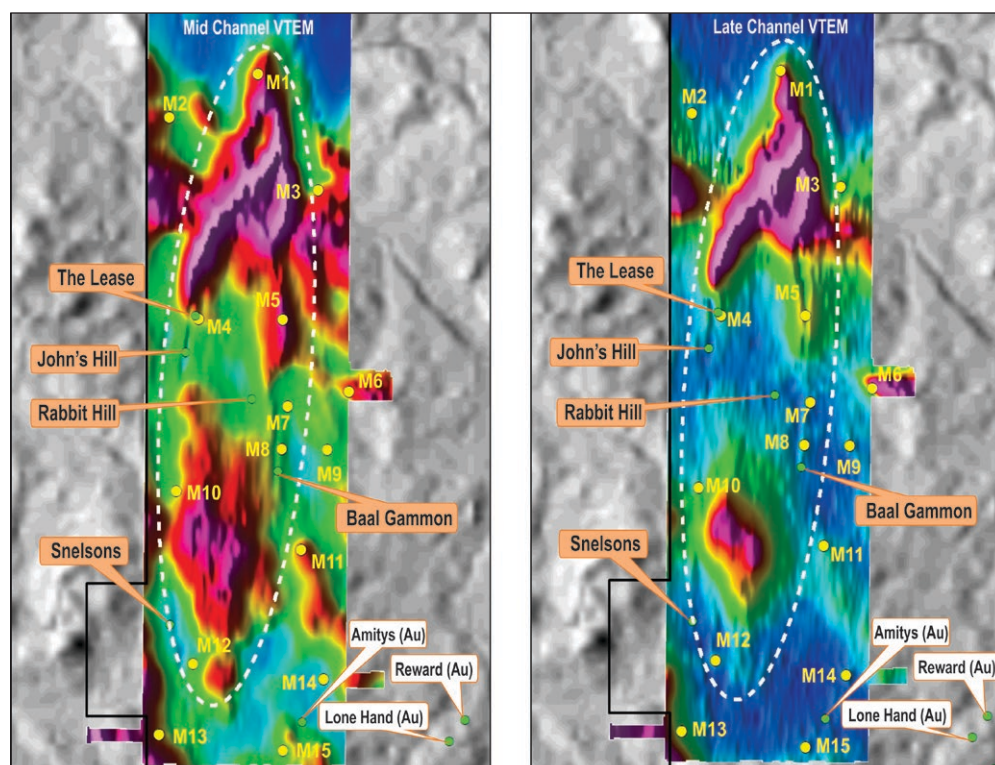 Mid Channel VTEM
M1
M2
M3
The Lease
M5
M4
John's Hill
M6
Rabbit Hill
M7
M8
M9
M10
Baal Gammon
Snelsons
M11
Amitys (Au)
M12
Reward (Au)
M14
Lone Hand (Au)
M13
M15
Late Channel VTEM
M1
M2
M3
The Lease
M5
M4
John's Hill
M6
Rabbit Hill
M7
M8
M9
M10
Baal Gammon
Snelsons
M11
Amitys (Au)
M12
Reward (Au)
M14
Lone Hand (Au)
M13
M15